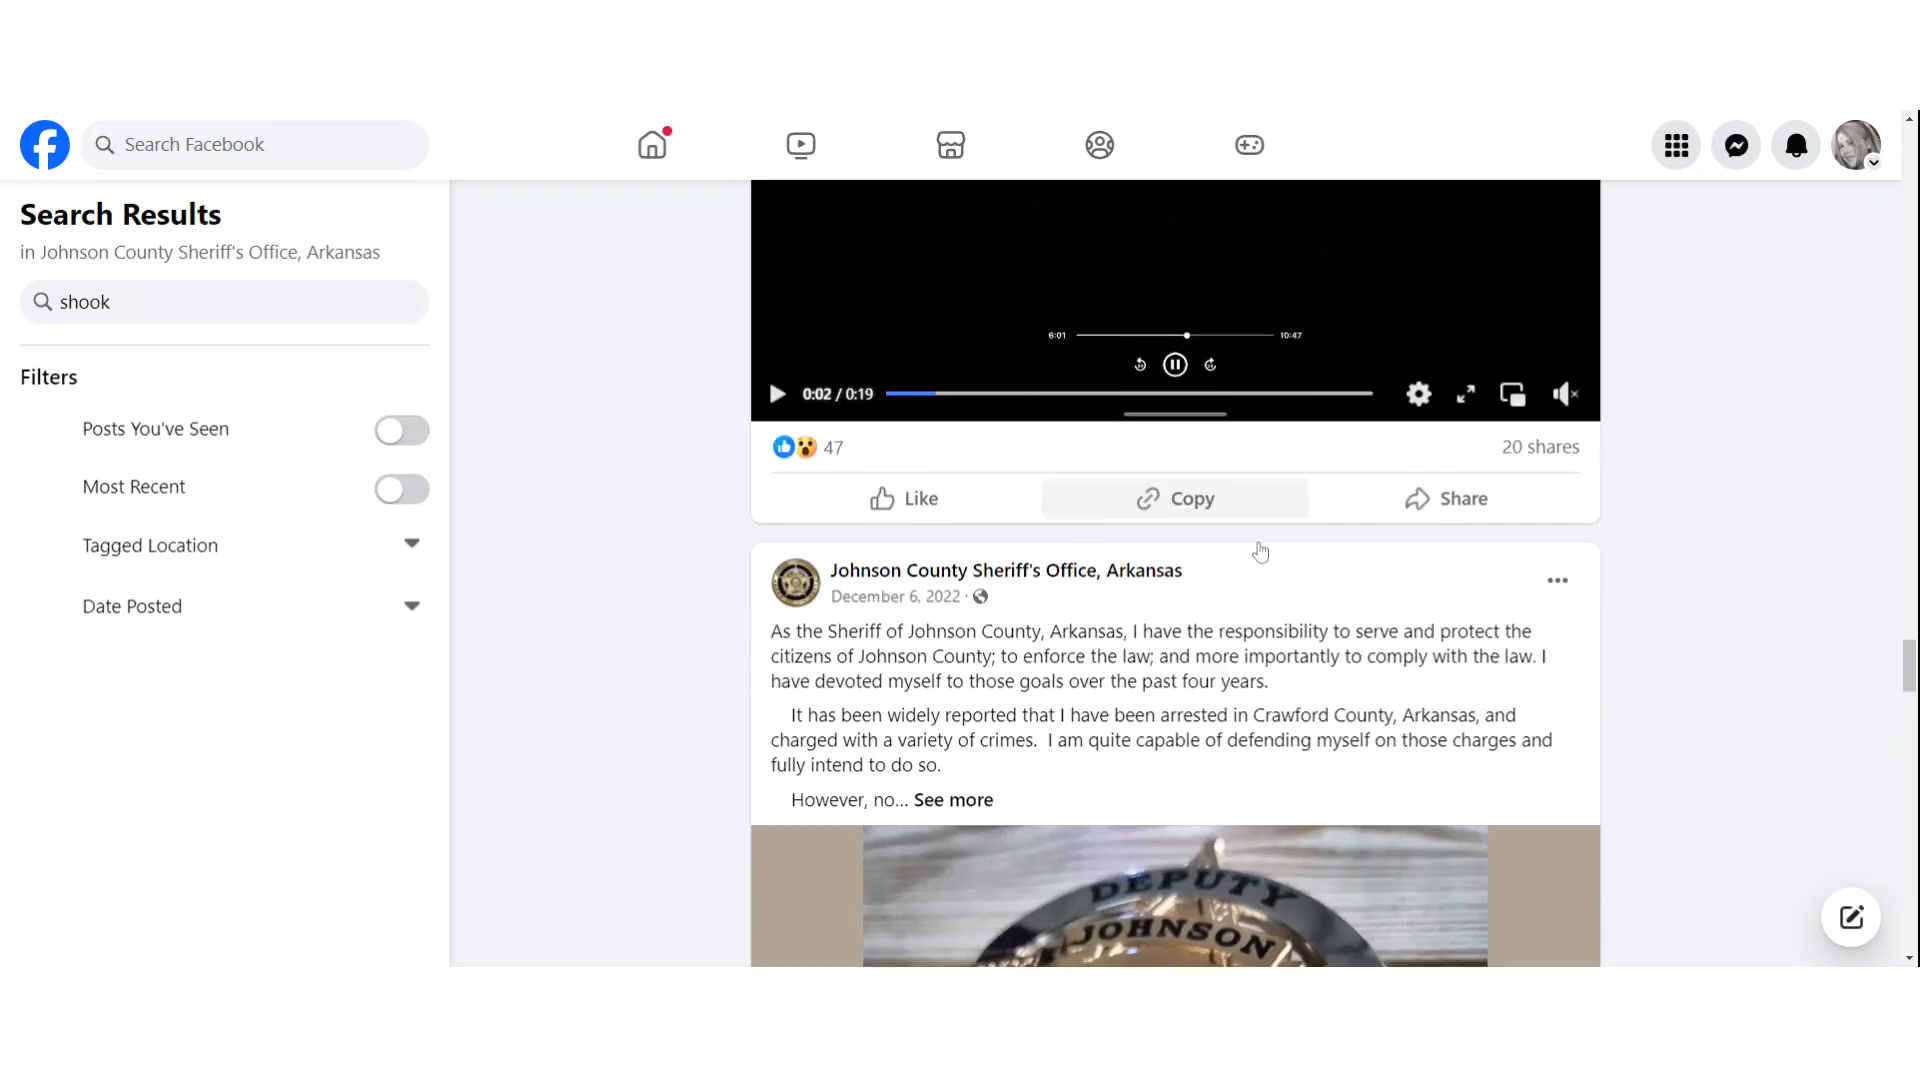 Search Facebook
Search Results
in Johnson County Sheriff's Office, Arkansas
shook
Filters
Posts You've Seen
Most Recent
Tagged Location
Date Posted
6:01 10:47
0:02 / 0:19
47 20 shares
Like Copy Share
Johnson County Sheriff's Office, Arkansas
December 6, 2022 ·
As the Sheriff of Johnson County, Arkansas, I have the responsibility to serve and protect the
citizens of Johnson County; to enforce the law; and more importantly to comply with the law. I
have devoted myself to those goals over the past four years.
It has been widely reported that I have been arrested in Crawford County, Arkansas, and
charged with a variety of crimes. I am quite capable of defending myself on those charges and
fully intend to do so.
However, no... See more
DEPUTY
JOHNSON